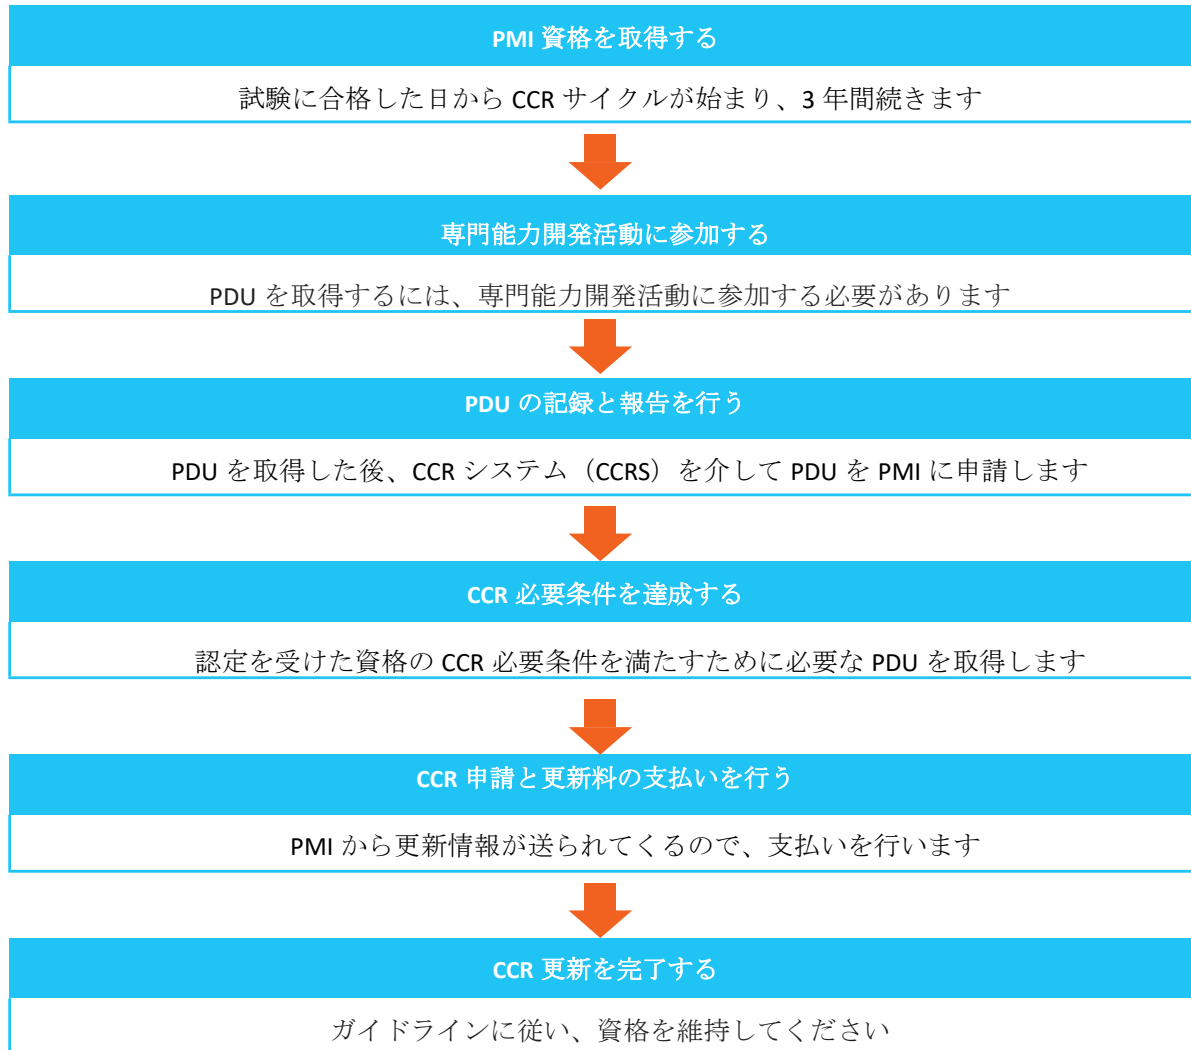 PMI 資格を取得する
試験に合格した日から CCR サイクルが始まり、3 年間続きます
専門能力開発活動に参加する
PDU を取得するには、専門能力開発活動に参加する必要があります
PDU の記録と報告を行う
PDU を取得した後、CCR システム（CCRS）を介して PDU を PMI に申請します
CCR 必要条件を達成する
認定を受けた資格の CCR 必要条件を満たすために必要な PDU を取得します
CCR 申請と更新料の支払いを行う
PMI から更新情報が送られてくるので、支払いを行います
CCR 更新を完了する
ガイドラインに従い、資格を維持してください